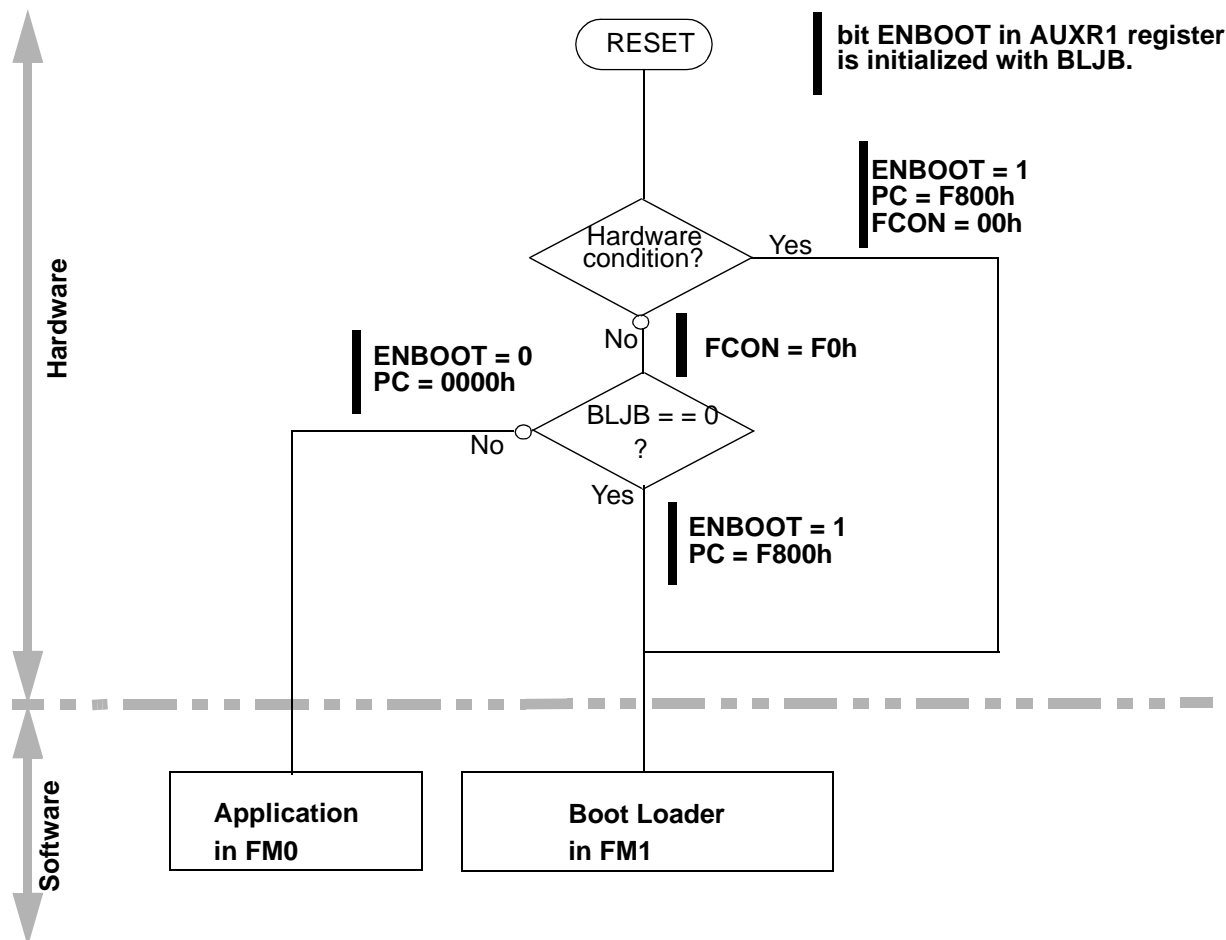 RESET
bit ENBOOT in AUXR1 register
is initialized with BLJB.
ENBOOT = 1
PC = F800h
FCON = 00h
Hardware
condition?
Yes
No
FCON = F0h
ENBOOT = 0
PC = 0000h
BLJB = = 0
?
No
Yes
ENBOOT = 1
PC = F800h
Hardware
Application
in FM0
Boot Loader
in FM1
Software